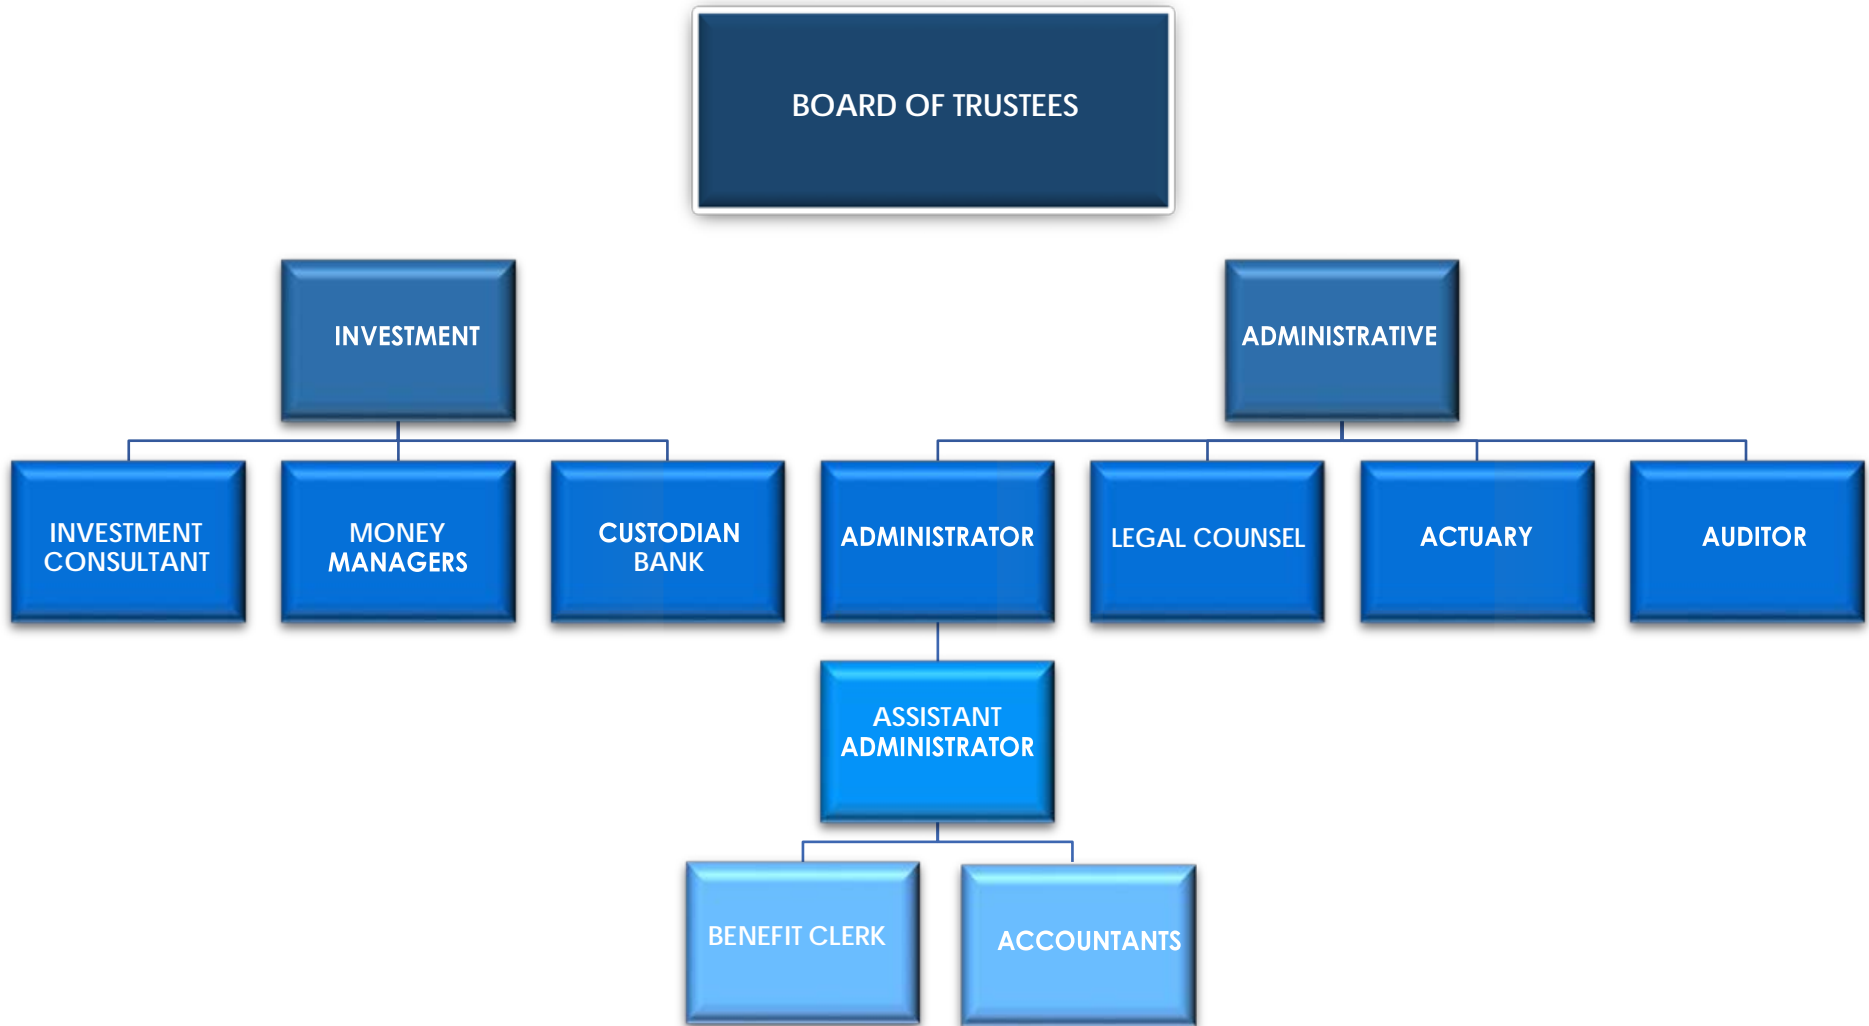 BOARD OF TRUSTEES
INVESTMENT
ADMINISTRATIVE
INVESTMENT
CONSULTANT
MONEY
MANAGERS
CUSTODIAN
BANK
ADMINISTRATOR
LEGAL COUNSEL
ACTUARY
AUDITOR
ASSISTANT
ADMINISTRATOR
BENEFIT CLERK
ACCOUNTANTS